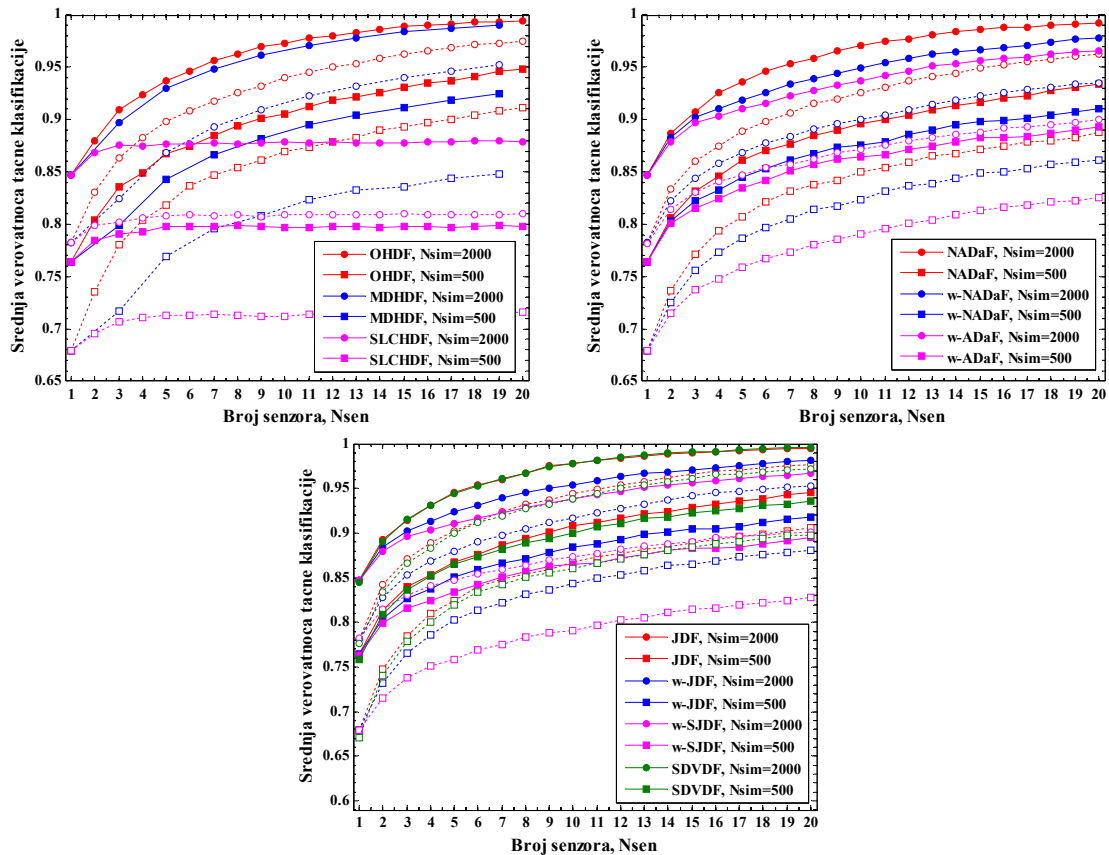 1
0.95
0.9
0.85
0.8
0.75
0.7
0.65
1 2 3 4 5 6 7 8 9 10 11 12 13 14 15 16 17 18 19 20
Srednja verovatnoca tacne klasifikacije
Broj senzora, Nsen
OHDF, Nsim=2000
OHDF, Nsim=500
MDHDF, Nsim=2000
MDHDF, Nsim=500
SLCHDF, Nsim=2000
SLCHDF, Nsim=500
1
0.95
0.9
0.85
0.8
0.75
0.7
0.65
1 2 3 4 5 6 7 8 9 10 11 12 13 14 15 16 17 18 19 20
Srednja verovatnoca tacne klasifikacije
Broj senzora, Nsen
NADaF, Nsim=2000
NADaF, Nsim=500
w-NADaF, Nsim=2000
w-NADaF, Nsim=500
w-ADaF, Nsim=2000
w-ADaF, Nsim=500
1
0.95
0.9
0.85
0.8
0.75
0.7
0.65
0.6
1 2 3 4 5 6 7 8 9 10 11 12 13 14 15 16 17 18 19 20
Srednja verovatnoca tacne klasifikacije
Broj senzora, Nsen
JDF, Nsim=2000
JDF, Nsim=500
w-JDF, Nsim=2000
w-JDF, Nsim=500
w-SJDF, Nsim=2000
w-SJDF, Nsim=500
SDVDF, Nsim=2000
SDVDF, Nsim=500